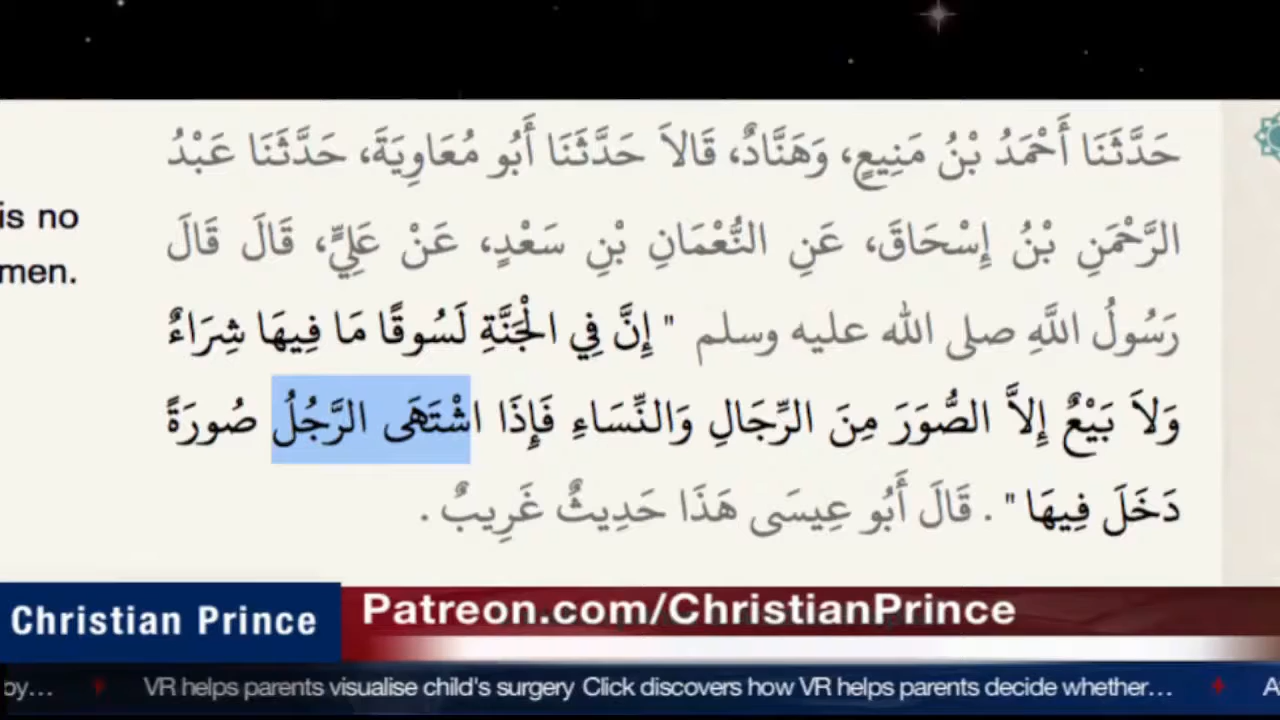 حَدَّثَنَا أَحْمَدُ بْنُ مَنِيعٍ، وَهَنَّادٌ، قَالاَ حَدَّثَنَا أَبُو مُعَاوِيَةَ، حَدَّثَنَا عَبْدُ
الرَّحْمَنِ بْنُ إِسْحَاقَ، عَنِ النُّعْمَانِ بْنِ سَعْدٍ، عَنْ عَلِيٍّ، قَالَ قَالَ
رَسُولُ اللَّهِ صلى الله عليه وسلم " إِنَّ فِي الْجَنَّةِ لَسُوقًا مَا فِيهَا شِرَاءٌ
وَلاَ بَيْعٌ إِلاَّ الصُّوَرَ مِنَ الرِّجَالِ وَالنِّسَاءِ فَإِذَا اشْتَهَى الرَّجُلُ صُورَةً
دَخَلَ فِيهَا " . قَالَ أَبُو عِيسَى هَذَا حَدِيثٌ غَرِيبٌ .
is no
men.
Christian Prince
Patreon.com/ChristianPrince
by… VR helps parents visualise child's surgery Click discovers how VR helps parents decide whether…